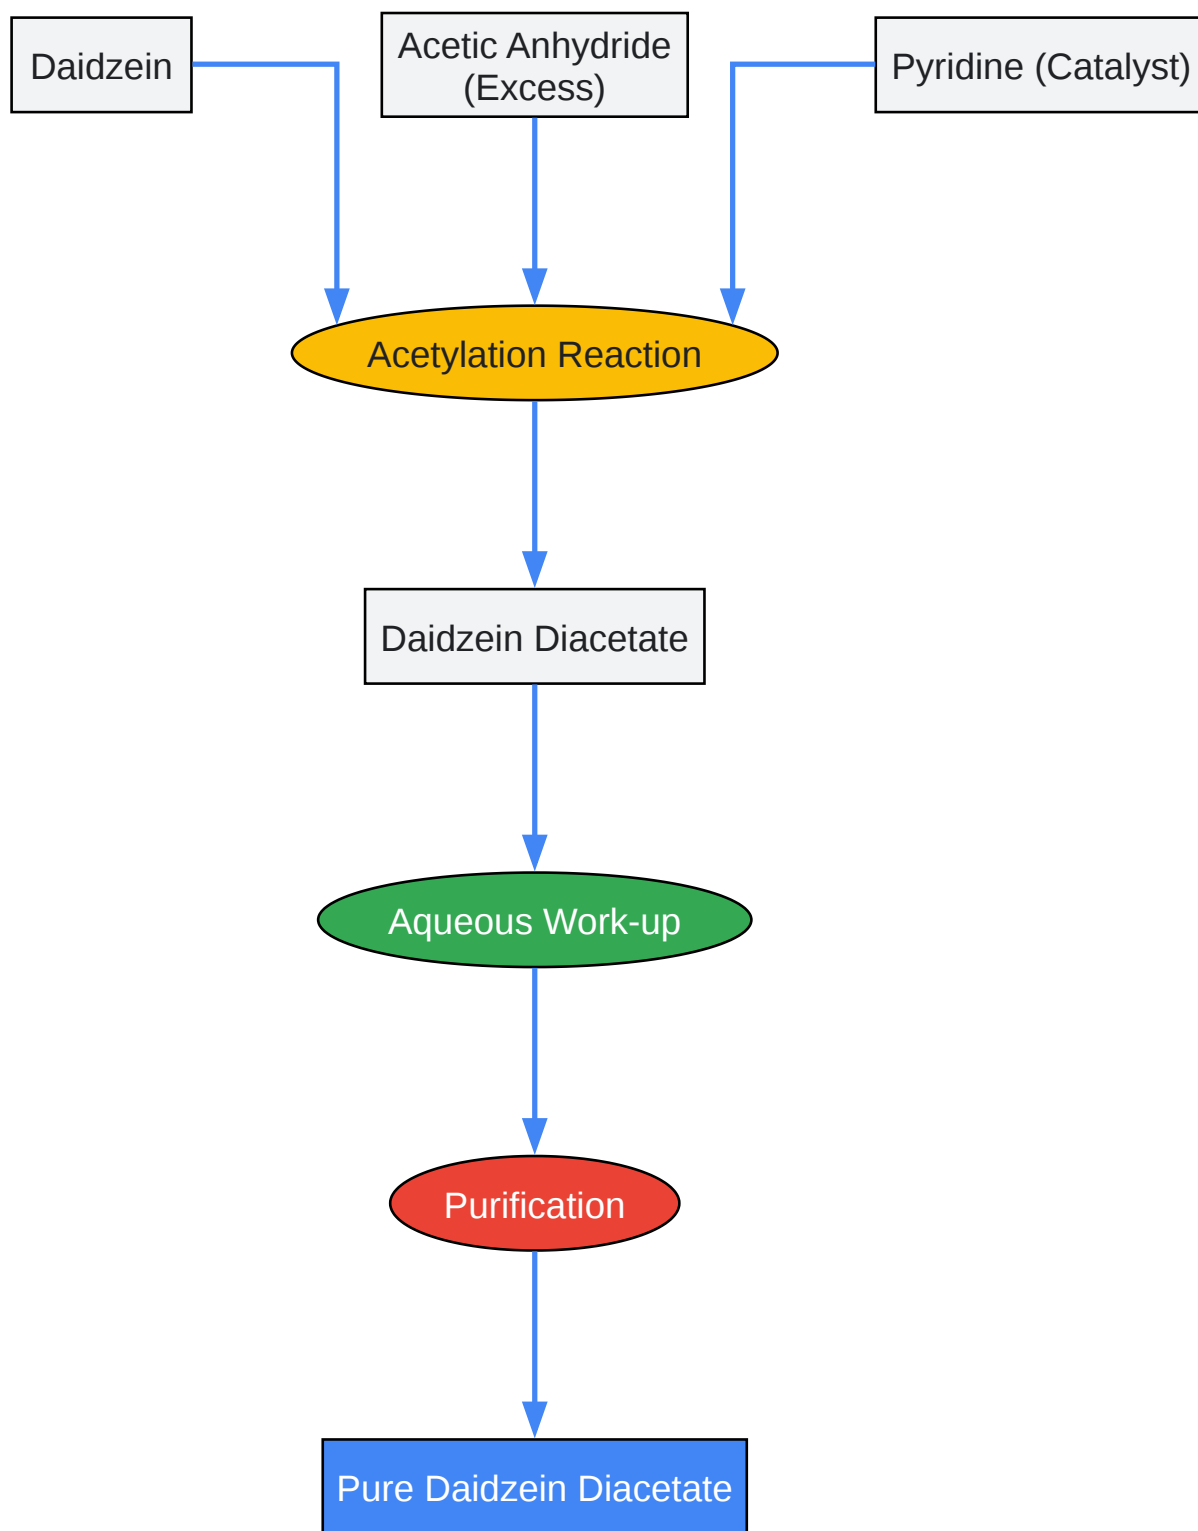 Daidzein
Acetic Anhydride
(Excess)
Pyridine (Catalyst)
Acetylation Reaction
Daidzein Diacetate
Aqueous Work-up
Purification
Pure Daidzein Diacetate